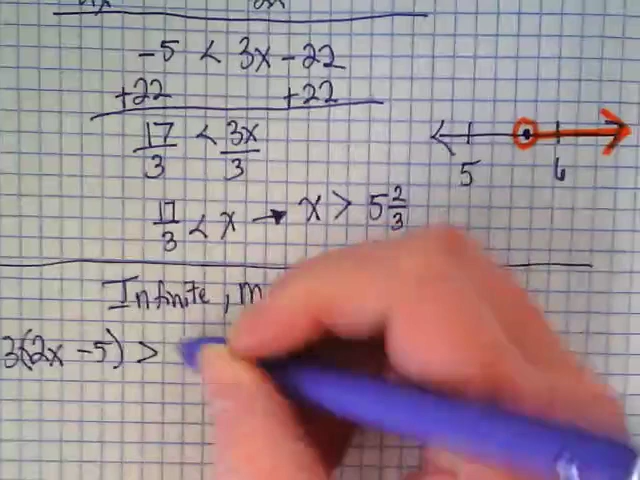 -5 < 3x - 22
+22 +22
17/3 < 3x/3
5 6
17/3 < x → x > 5 2/3
Infinite,
3(2x - 5) >